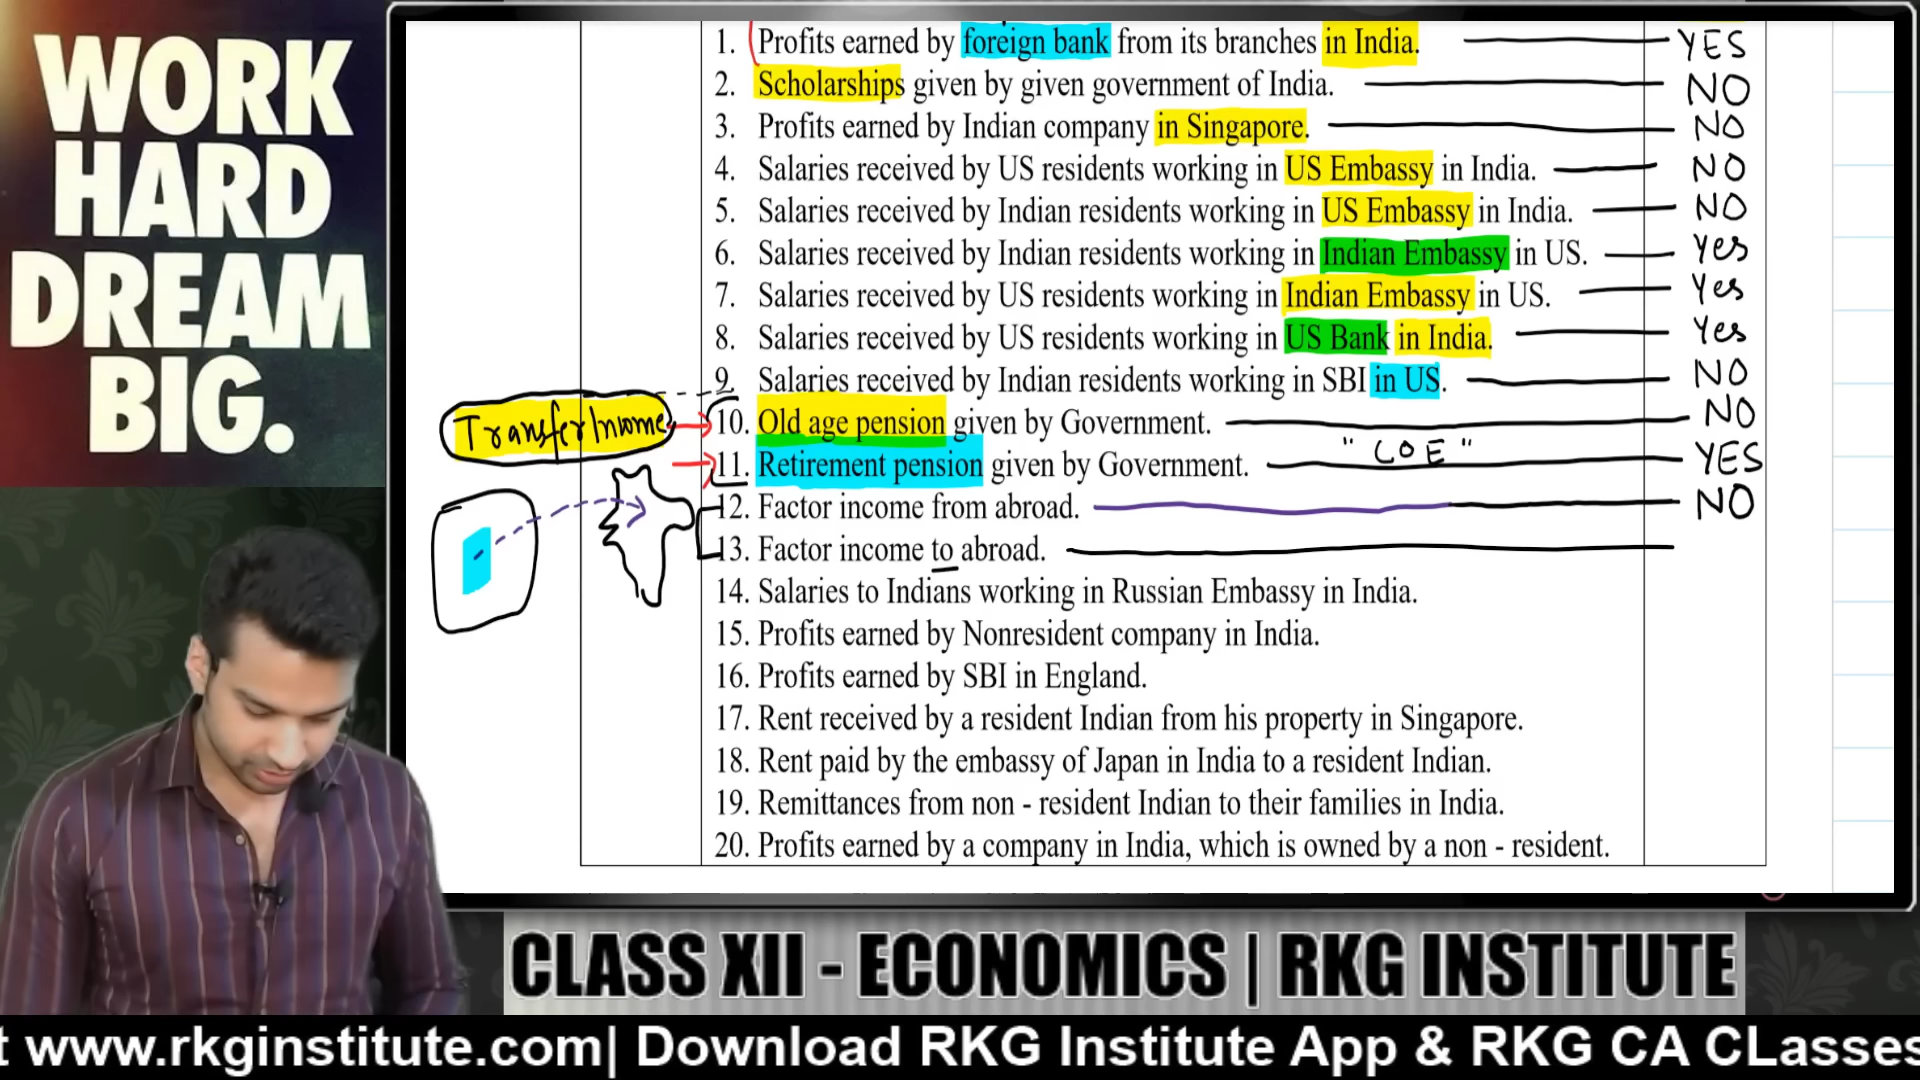 WORK
HARD
DREAM
BIG.
1. Profits earned by foreign bank from its branches in India. YES
2. Scholarships given by given government of India. NO
3. Profits earned by Indian company in Singapore. NO
4. Salaries received by US residents working in US Embassy in India. NO
5. Salaries received by Indian residents working in US Embassy in India. NO
6. Salaries received by Indian residents working in Indian Embassy in US. Yes
7. Salaries received by US residents working in Indian Embassy in US. Yes
8. Salaries received by US residents working in US Bank in India. Yes
9. Salaries received by Indian residents working in SBI in US. NO
Transfer Income
10. Old age pension given by Government. NO
11. Retirement pension given by Government. "COE" YES
12. Factor income from abroad. NO
13. Factor income to abroad.
14. Salaries to Indians working in Russian Embassy in India.
15. Profits earned by Nonresident company in India.
16. Profits earned by SBI in England.
17. Rent received by a resident Indian from his property in Singapore.
18. Rent paid by the embassy of Japan in India to a resident Indian.
19. Remittances from non - resident Indian to their families in India.
20. Profits earned by a company in India, which is owned by a non - resident.
CLASS XII - ECONOMICS | RKG INSTITUTE
t www.rkginstitute.com| Download RKG Institute App & RKG CA CLasses